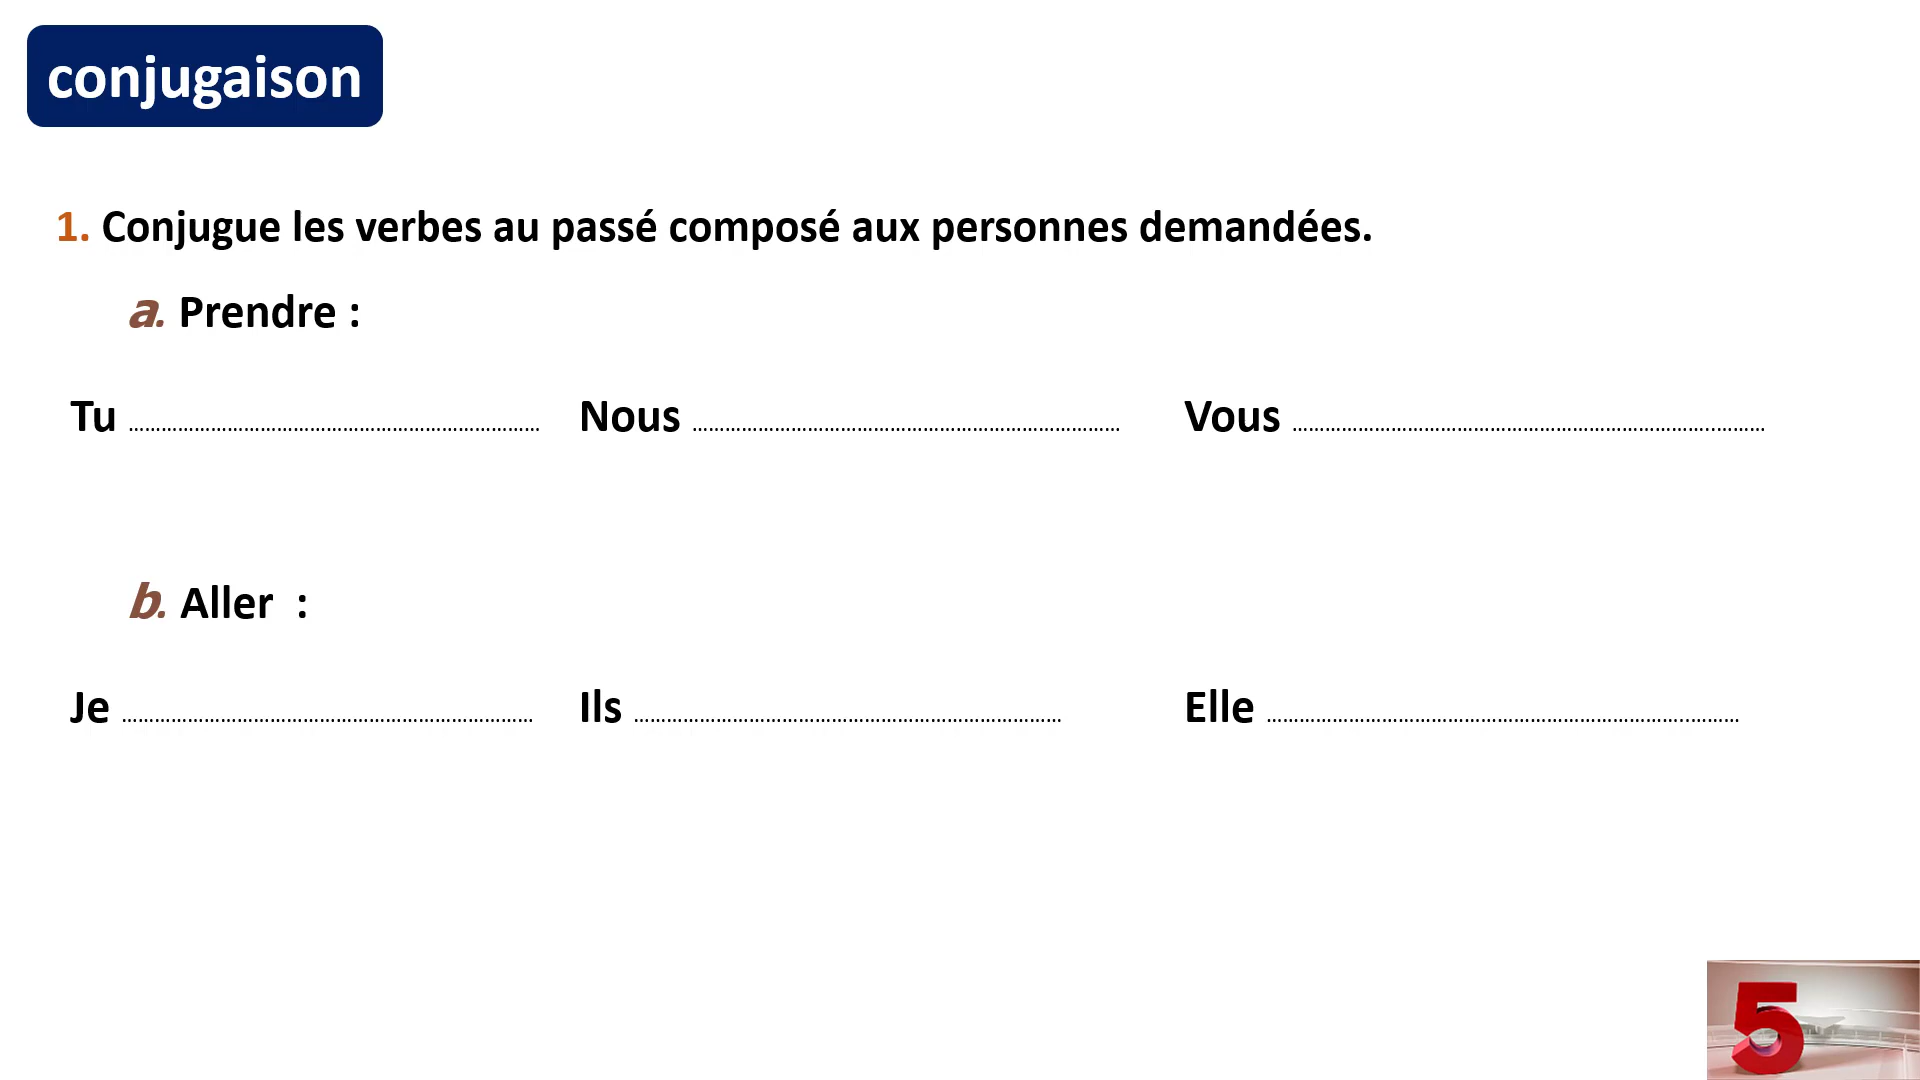 conjugaison
1. Conjugue les verbes au passé composé aux personnes demandées.
a. Prendre :
Tu ........................ Nous ........................ Vous ........................
b. Aller :
Je ........................ Ils ........................ Elle ........................
5